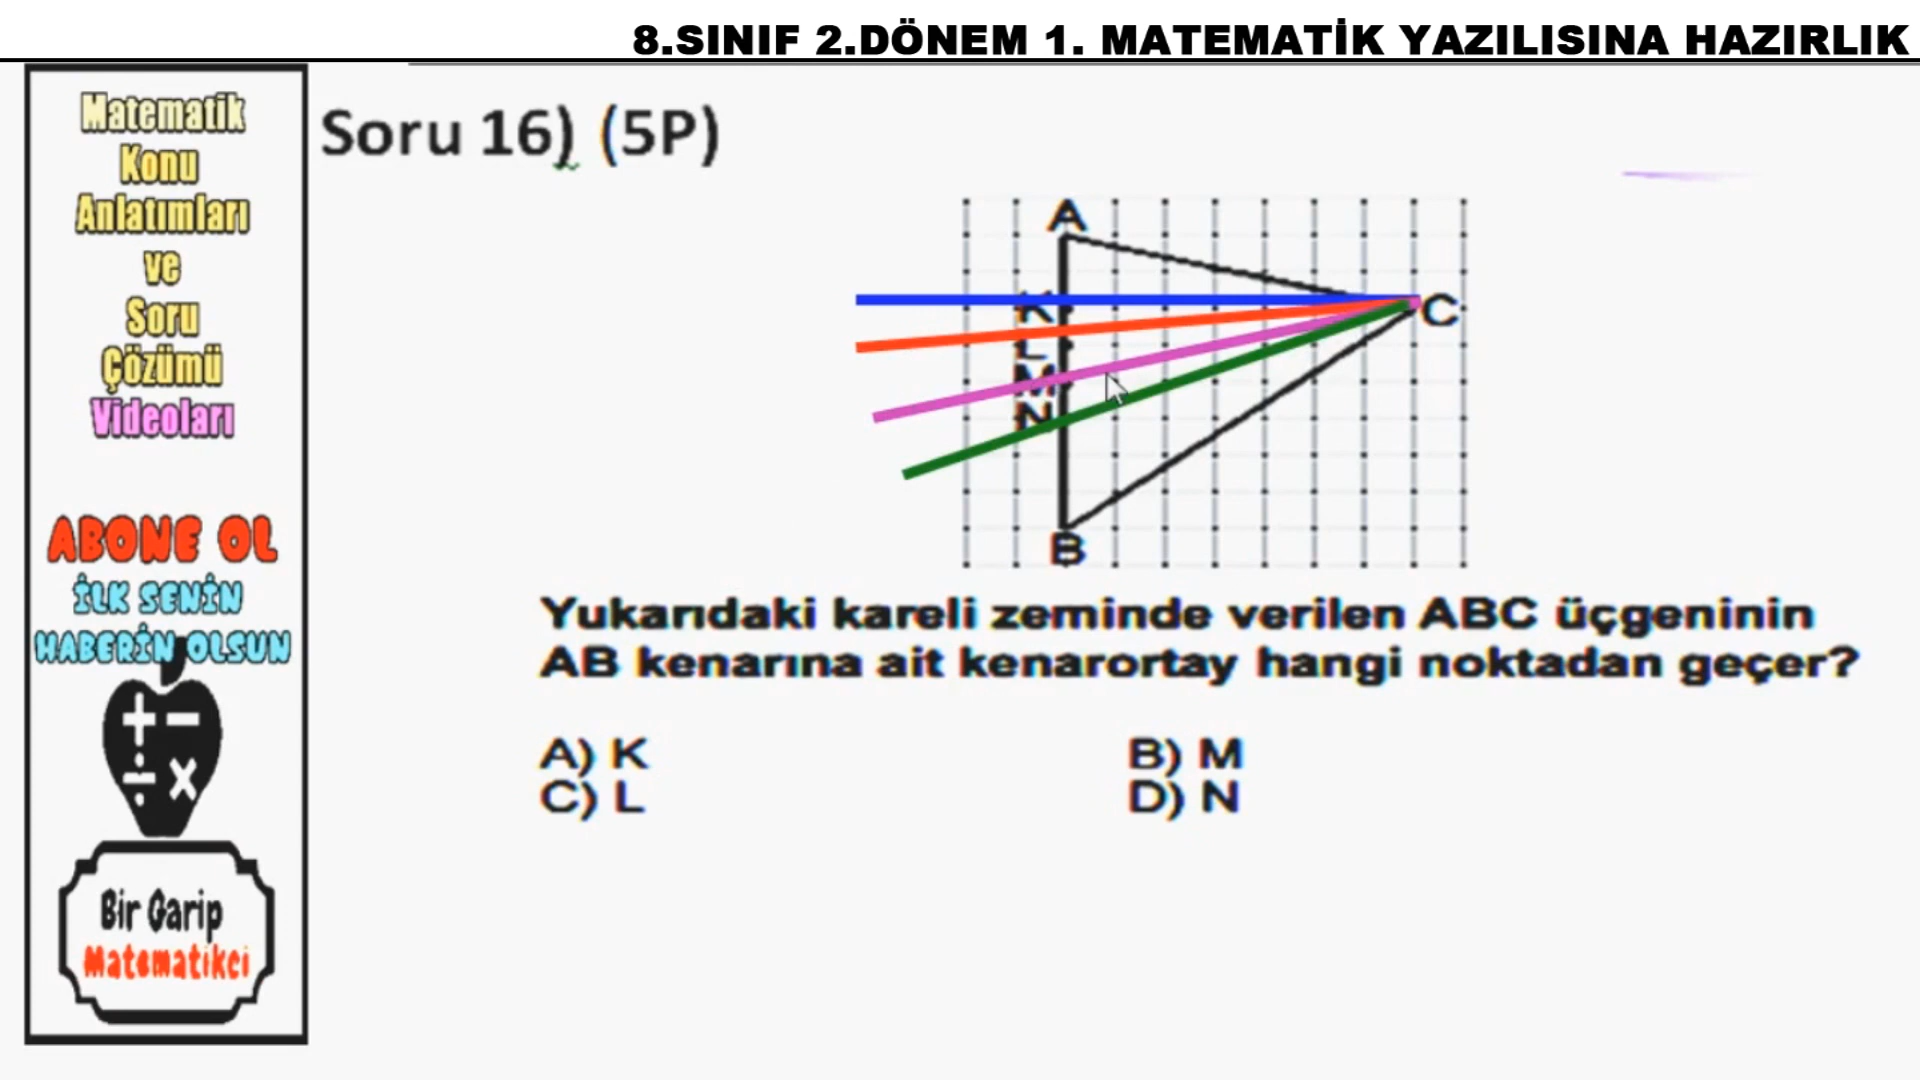 8.SINIF 2.DÖNEM 1. MATEMATİK YAZILISINA HAZIRLIK
Matematik
Konu
Anlatımları
ve
Soru
Çözümü
Videoları
ABONE OL
İLK SENİN
HABERİN OLSUN
Bir Garip
Matematikci
Soru 16) (5P)
A
K
C
L
M
N
B
Yukarıdaki kareli zeminde verilen ABC üçgeninin
AB kenarına ait kenarortay hangi noktadan geçer?
A) K
B) M
C) L
D) N